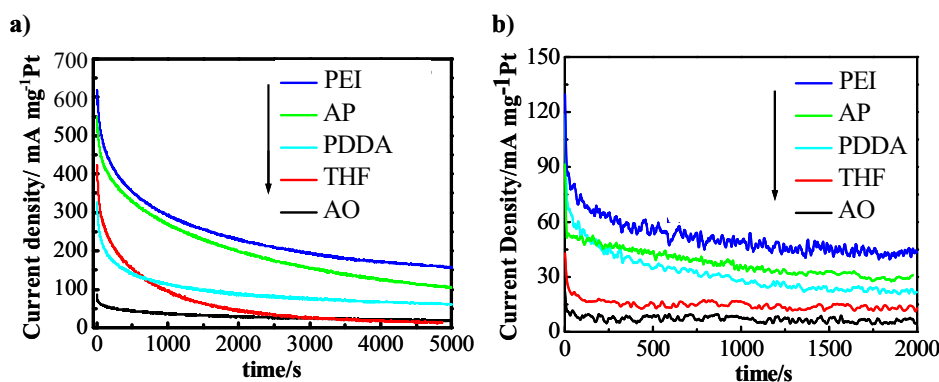 a)
Current density/ mA mg⁻¹Pt
700
600
500
400
300
200
100
0
PEI
AP
PDDA
THF
AO
0 1000 2000 3000 4000 5000
time/s
b)
Current Density/mA mg⁻¹Pt
150
120
90
60
30
0
PEI
AP
PDDA
THF
AO
0 500 1000 1500 2000
time/s